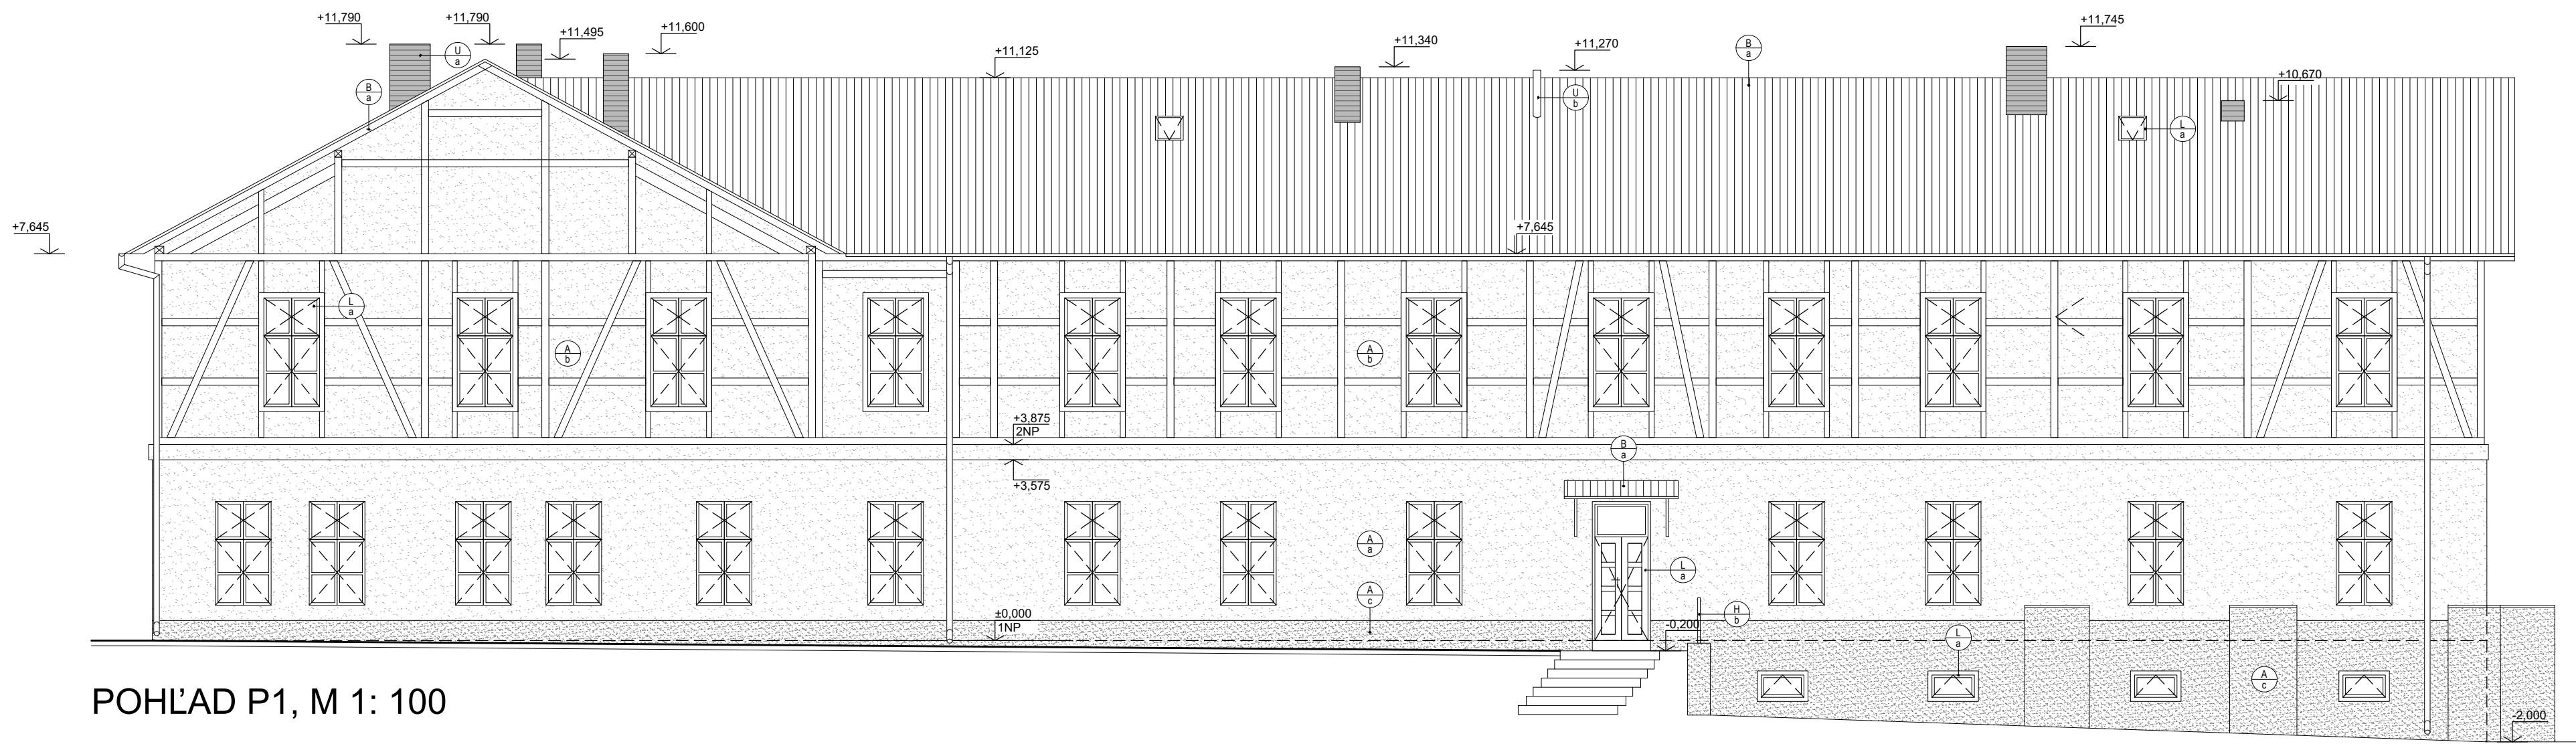 +11,790
+11,790
+11,495
+11,600
+11,125
+11,340
+11,270
+11,745
+10,670
U
a
B
a
B
a
U
b
L
a
+7,645
+7,645
L
a
A
b
A
b
+3,875
2NP
+3,575
B
a
A
a
L
a
A
c
H
b
±0,000
1NP
-0,200
L
a
A
c
-2,000
POHĽAD P1, M 1: 100